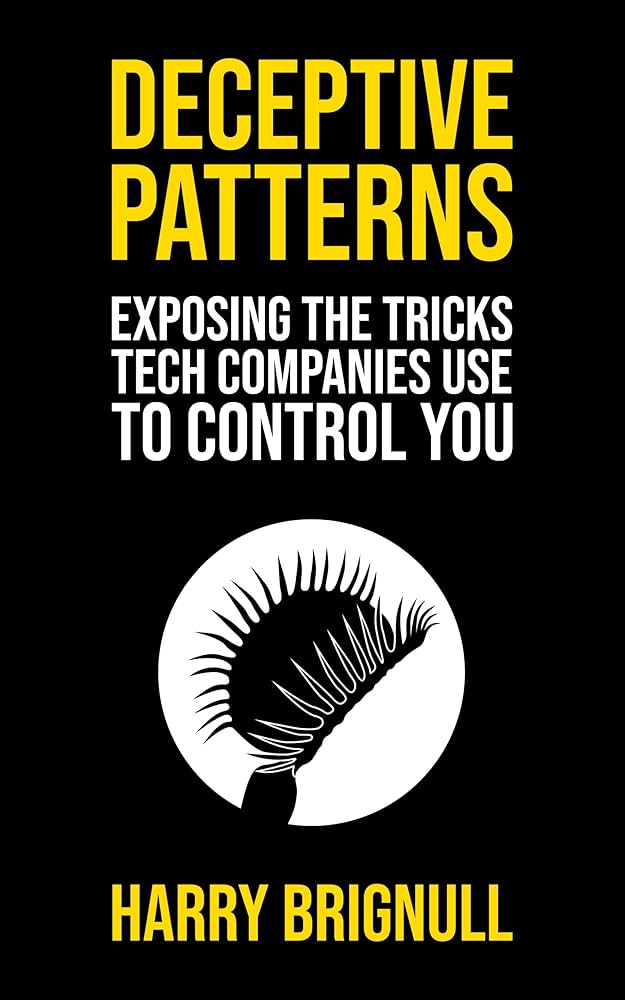 DECEPTIVE
PATTERNS
EXPOSING THE TRICKS
TECH COMPANIES USE
TO CONTROL YOU
HARRY BRIGNULL